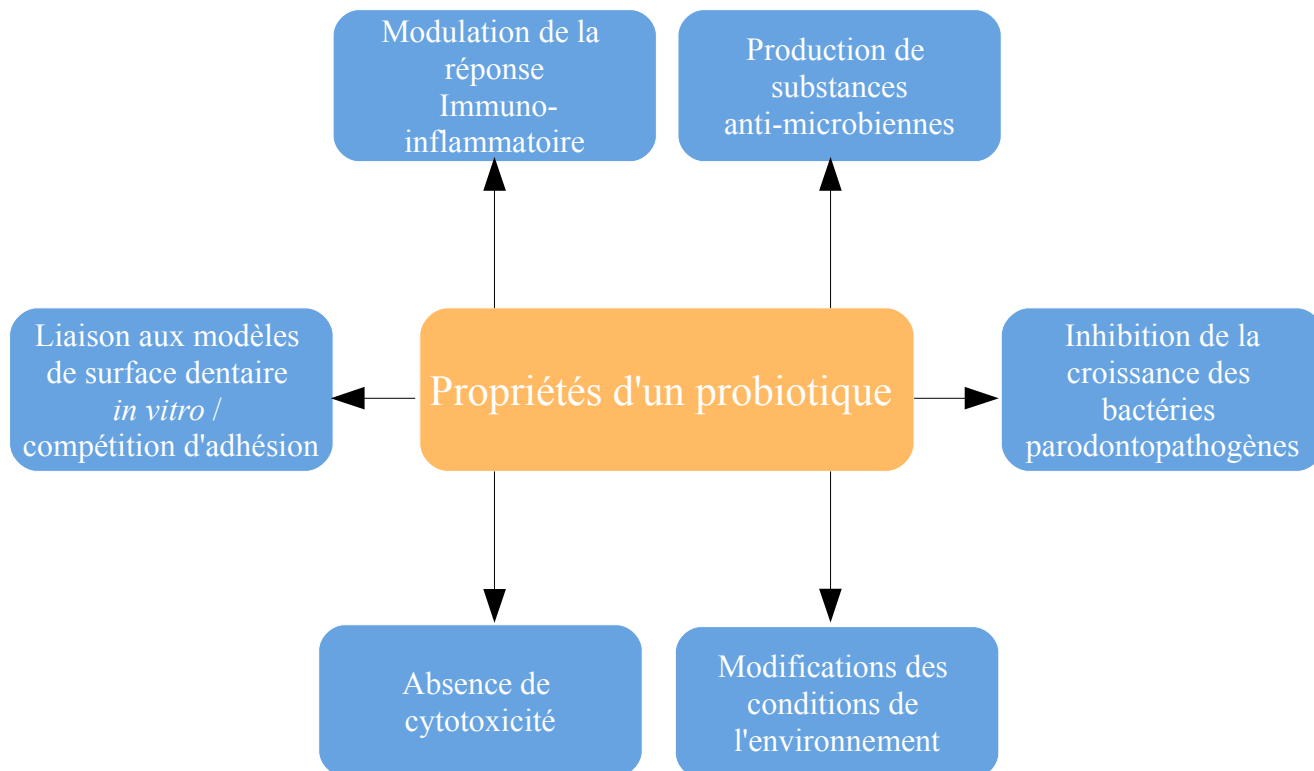 Modulation de la
réponse
Immuno-
inflammatoire
Production de
substances
anti-microbiennes
Liaison aux modèles
de surface dentaire
in vitro /
compétition d'adhésion
Propriétés d'un probiotique
Inhibition de la
croissance des
bactéries
parodontopathogènes
Absence de
cytotoxicité
Modifications des
conditions de
l'environnement